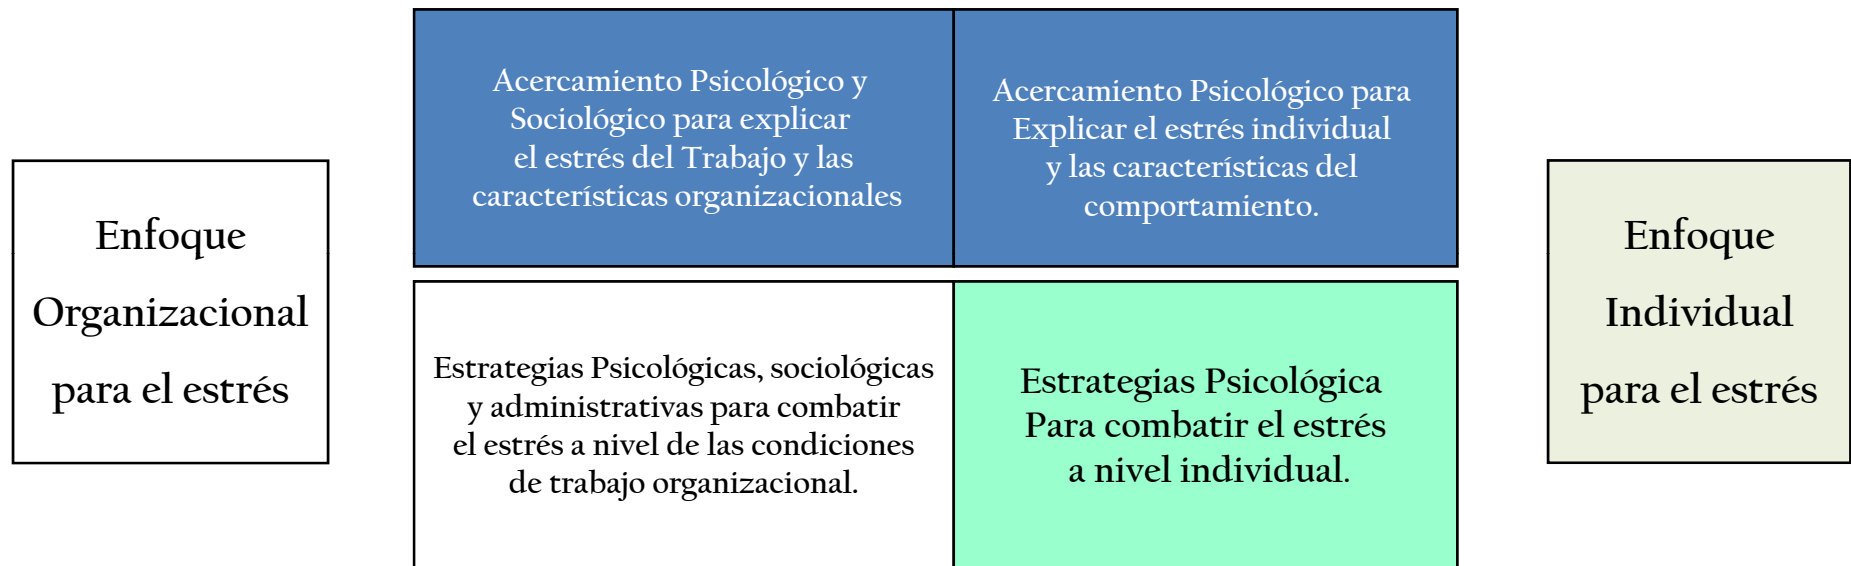 Enfoque
Organizacional
para el estrés
Acercamiento Psicológico y
Sociológico para explicar
el estrés del Trabajo y las
características organizacionales
Acercamiento Psicológico para
Explicar el estrés individual
y las características del
comportamiento.
Estrategias Psicológicas, sociológicas
y administrativas para combatir
el estrés a nivel de las condiciones
de trabajo organizacional.
Estrategias Psicológica
Para combatir el estrés
a nivel individual.
Enfoque
Individual
para el estrés